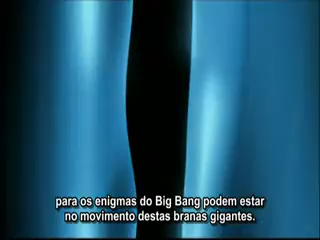 para os enigmas do Big Bang podem estar
no movimento destas branas gigantes.